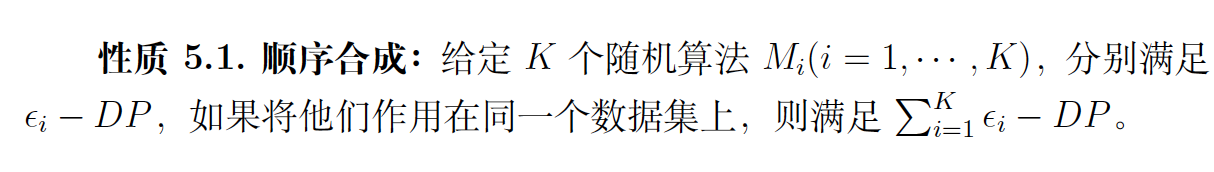 性质 5.1. 顺序合成：给定 K 个随机算法 M_i(i = 1, ⋯ , K)，分别满足
ϵ_i − DP，如果将他们作用在同一个数据集上，则满足 ∑_{i=1}^{K} ϵ_i − DP。